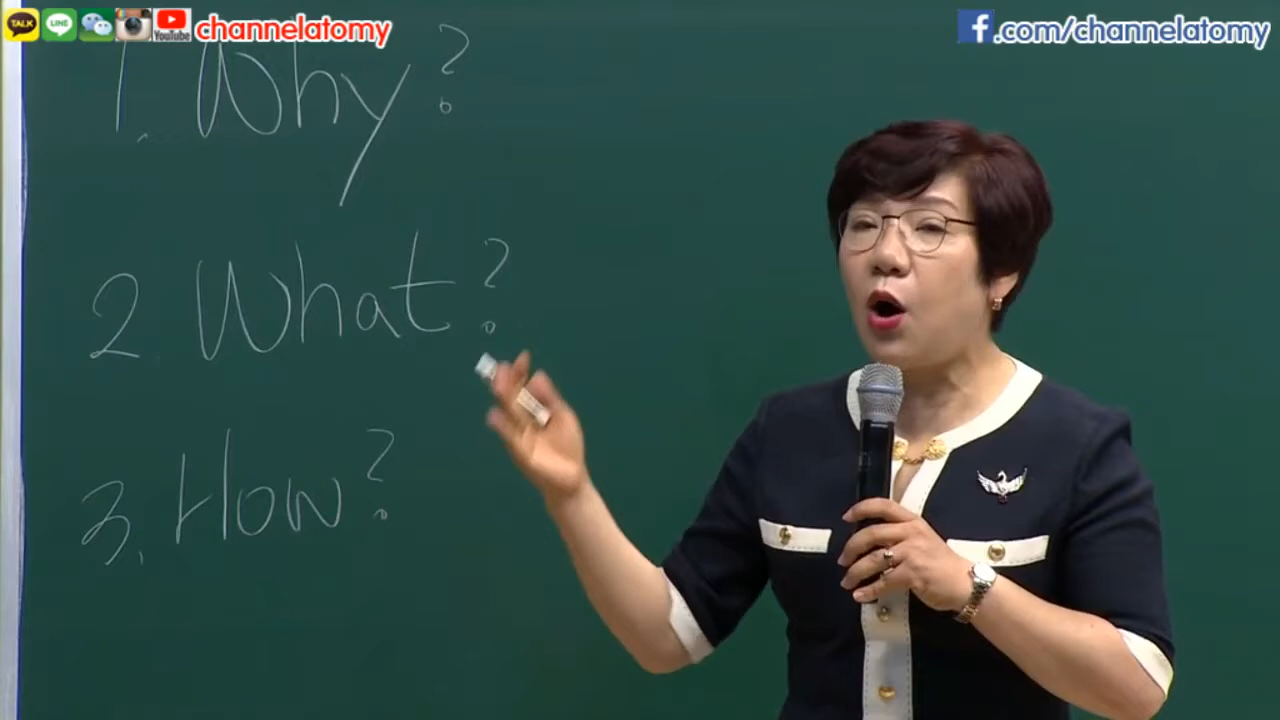 TALK LINE YouTube channelatomy
f.com/channelatomy
1. Why?
2 What?
3. How?